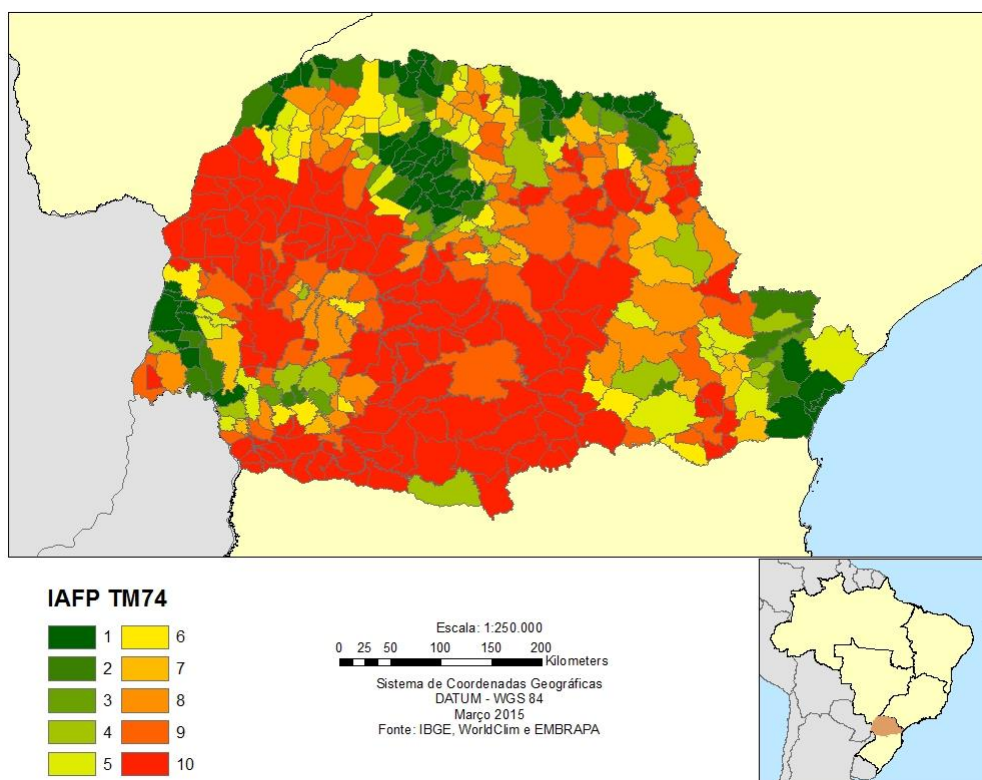 IAFP TM74
1 6
2 7
3 8
4 9
5 10
Escala: 1:250.000
0 25 50 100 150 200
Kilometers
Sistema de Coordenadas Geográficas
DATUM - WGS 84
Março 2015
Fonte: IBGE, WorldClim e EMBRAPA